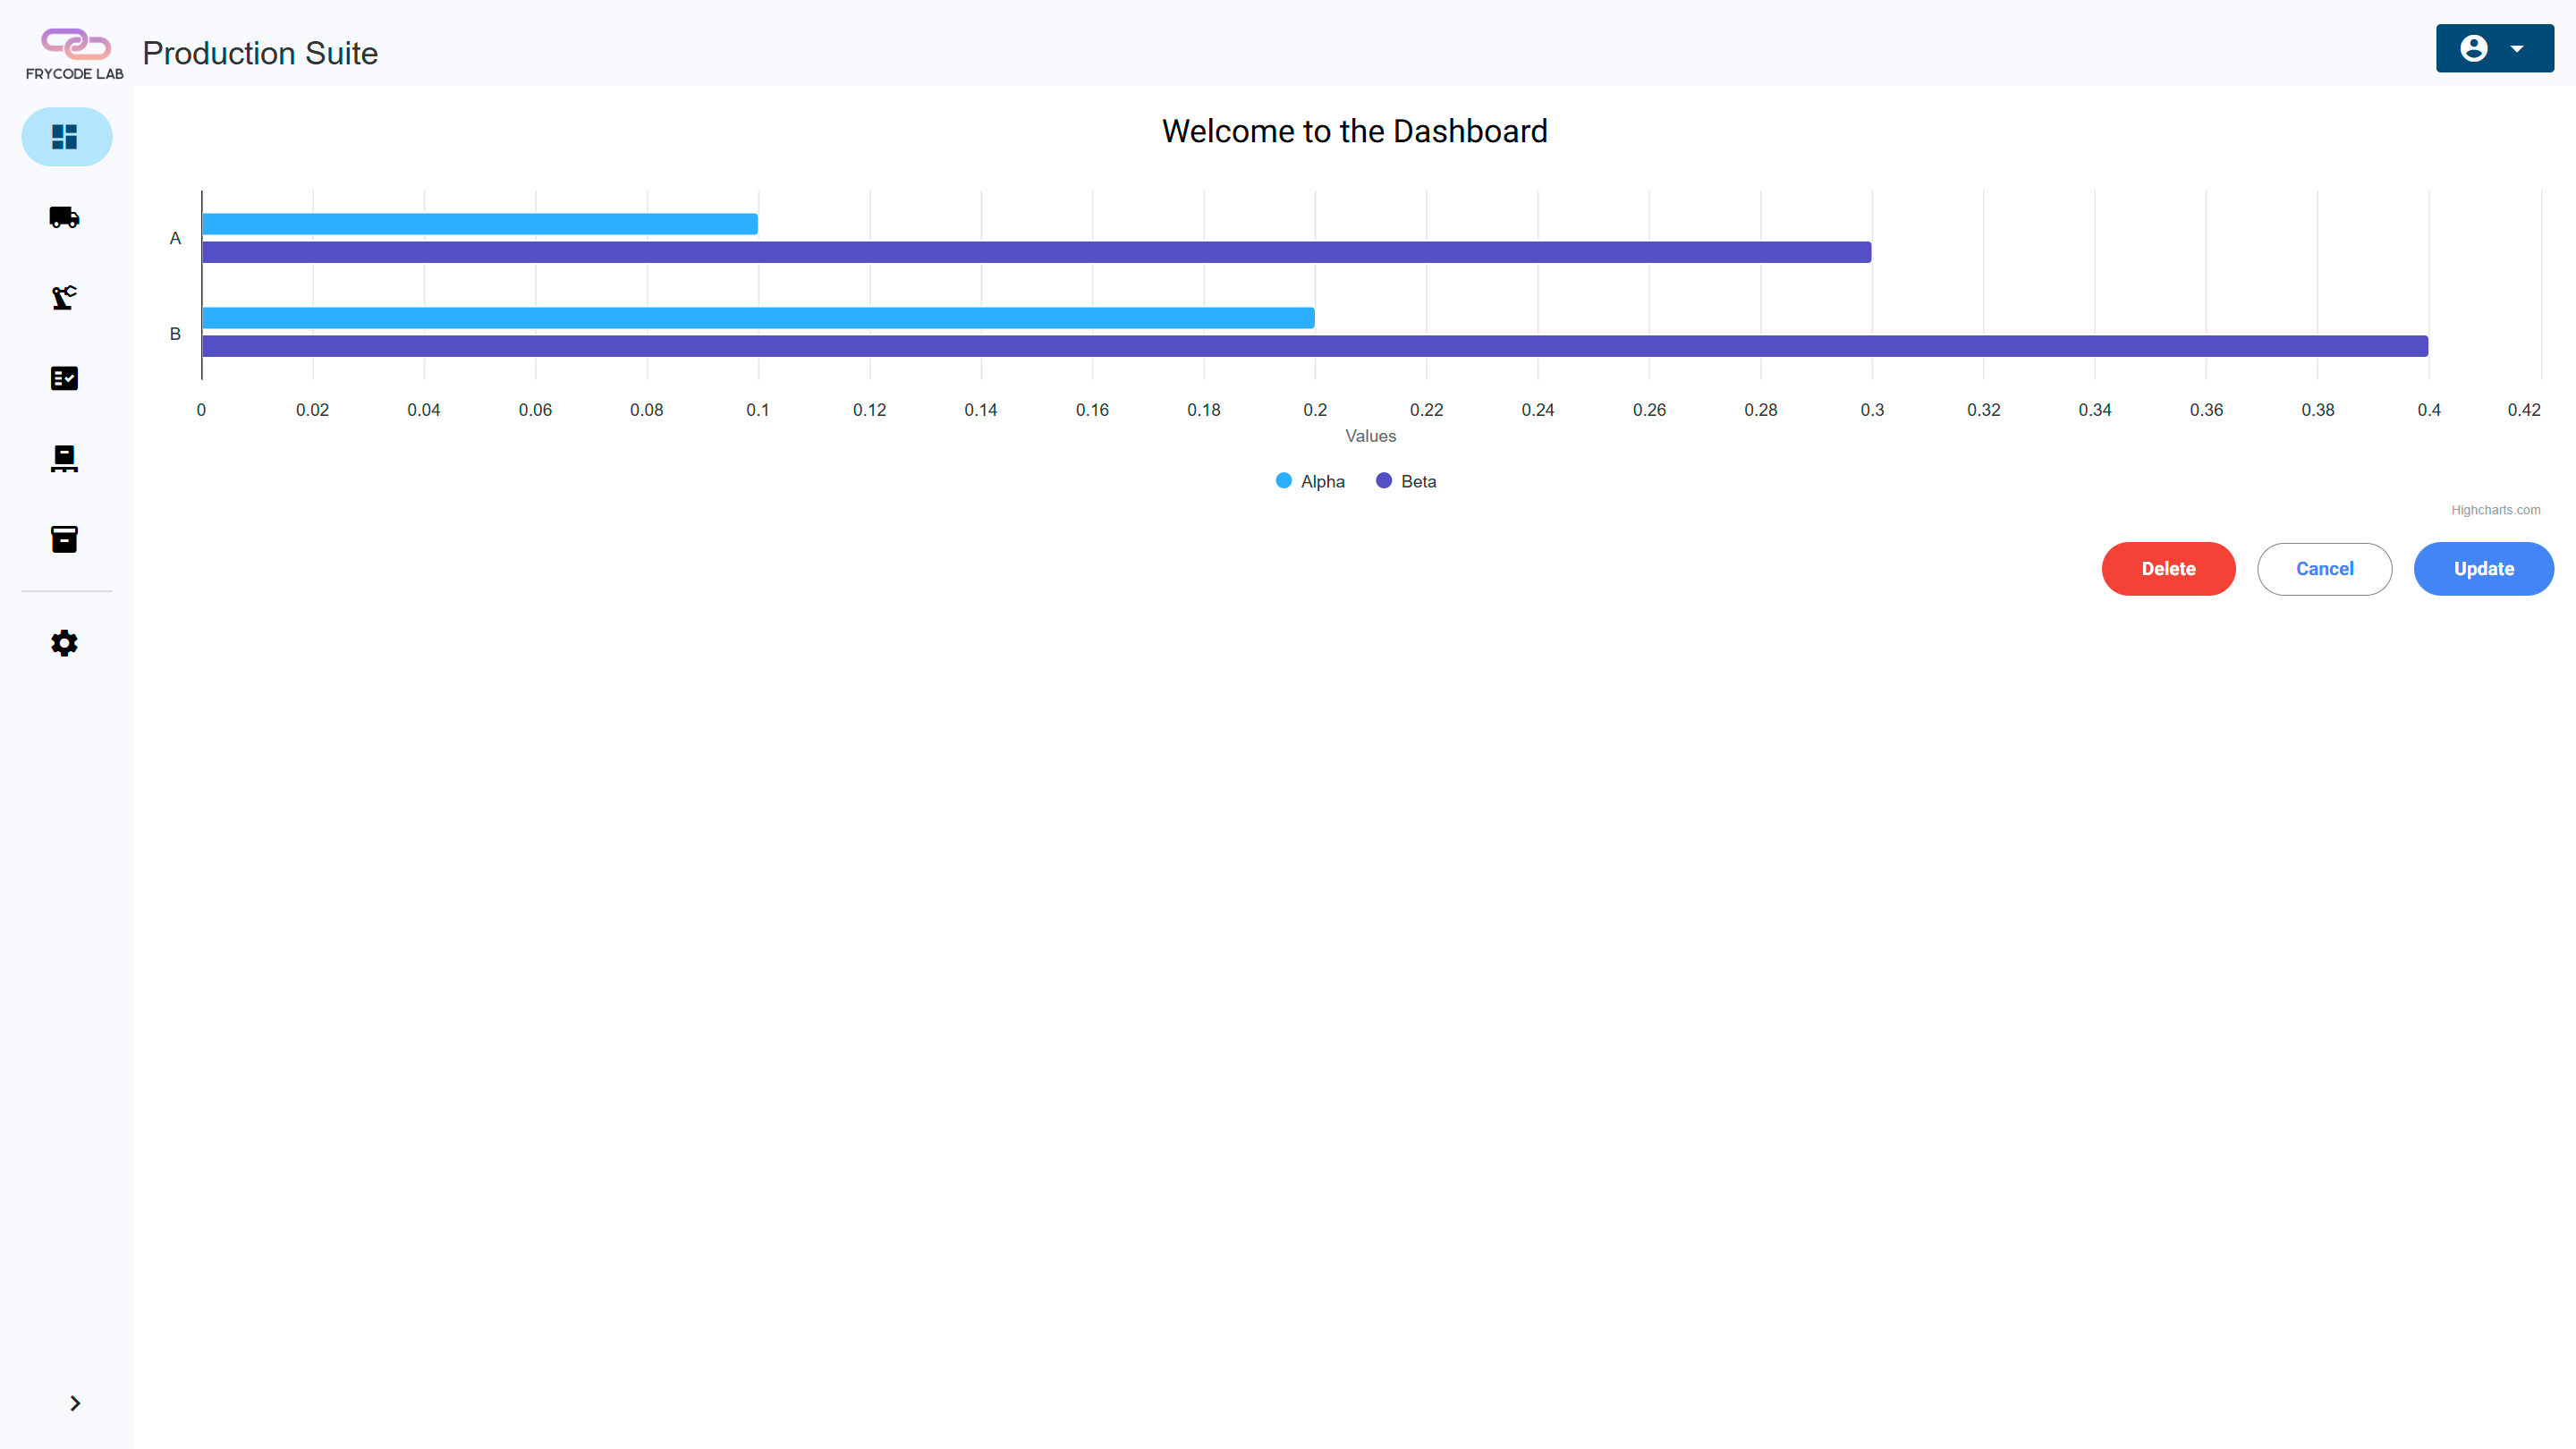 FRYCODE LAB
Production Suite
Welcome to the Dashboard
A
B
0 0.02 0.04 0.06 0.08 0.1 0.12 0.14 0.16 0.18 0.2 0.22 0.24 0.26 0.28 0.3 0.32 0.34 0.36 0.38 0.4 0.42
Values
Alpha Beta
Highcharts.com
Delete Cancel Update